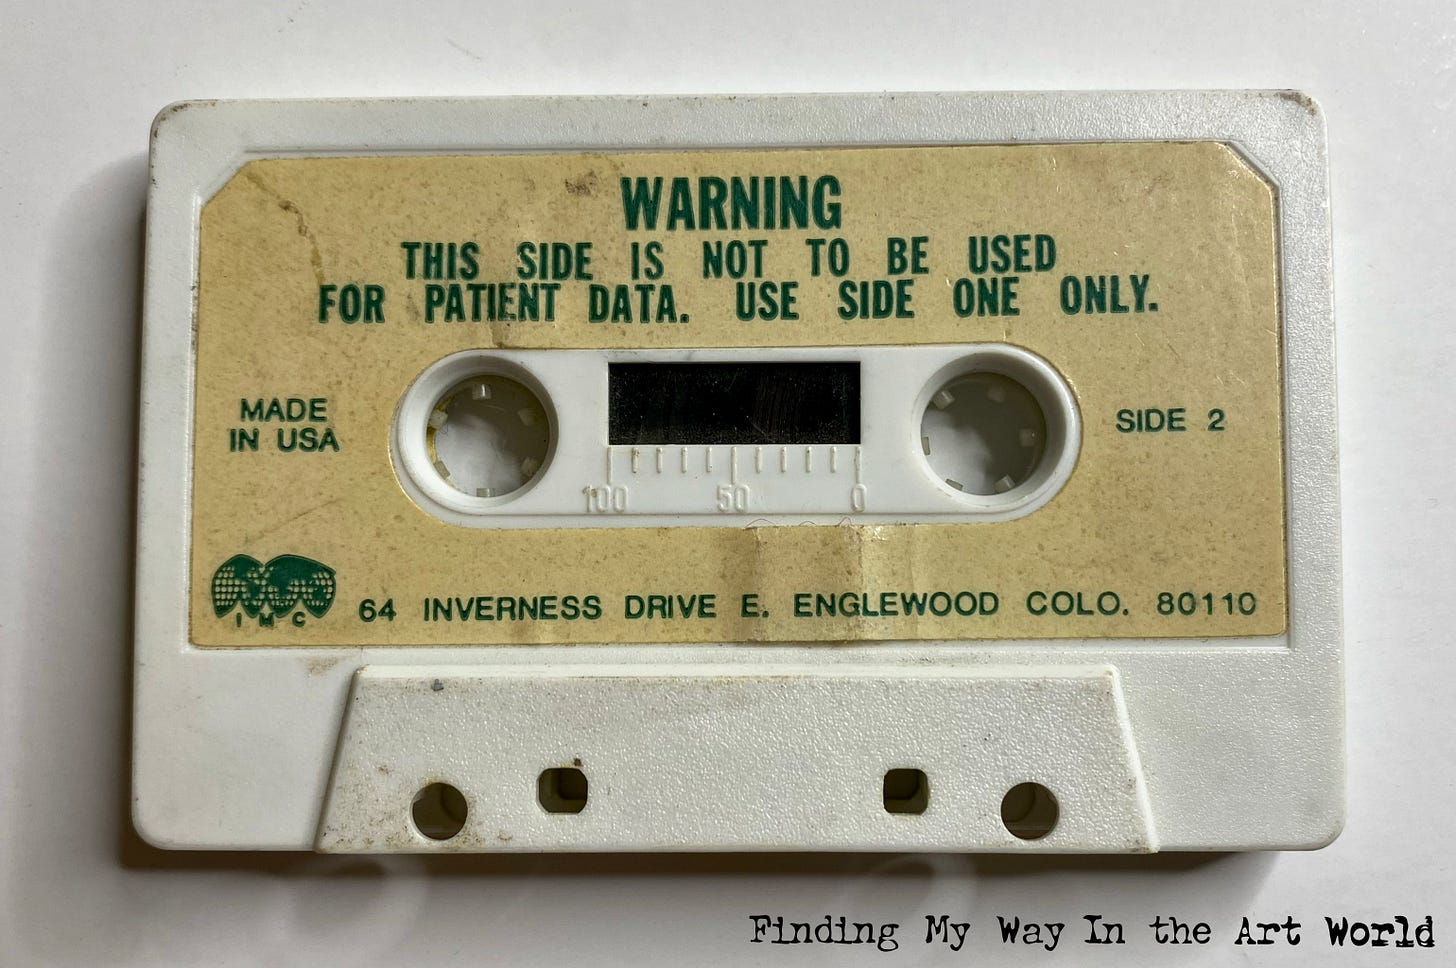 WARNING
THIS SIDE IS NOT TO BE USED
FOR PATIENT DATA. USE SIDE ONE ONLY.
MADE
IN USA
SIDE 2
100 50 0
IMC
64 INVERNESS DRIVE E. ENGLEWOOD COLO. 80110
Finding My Way In the Art World